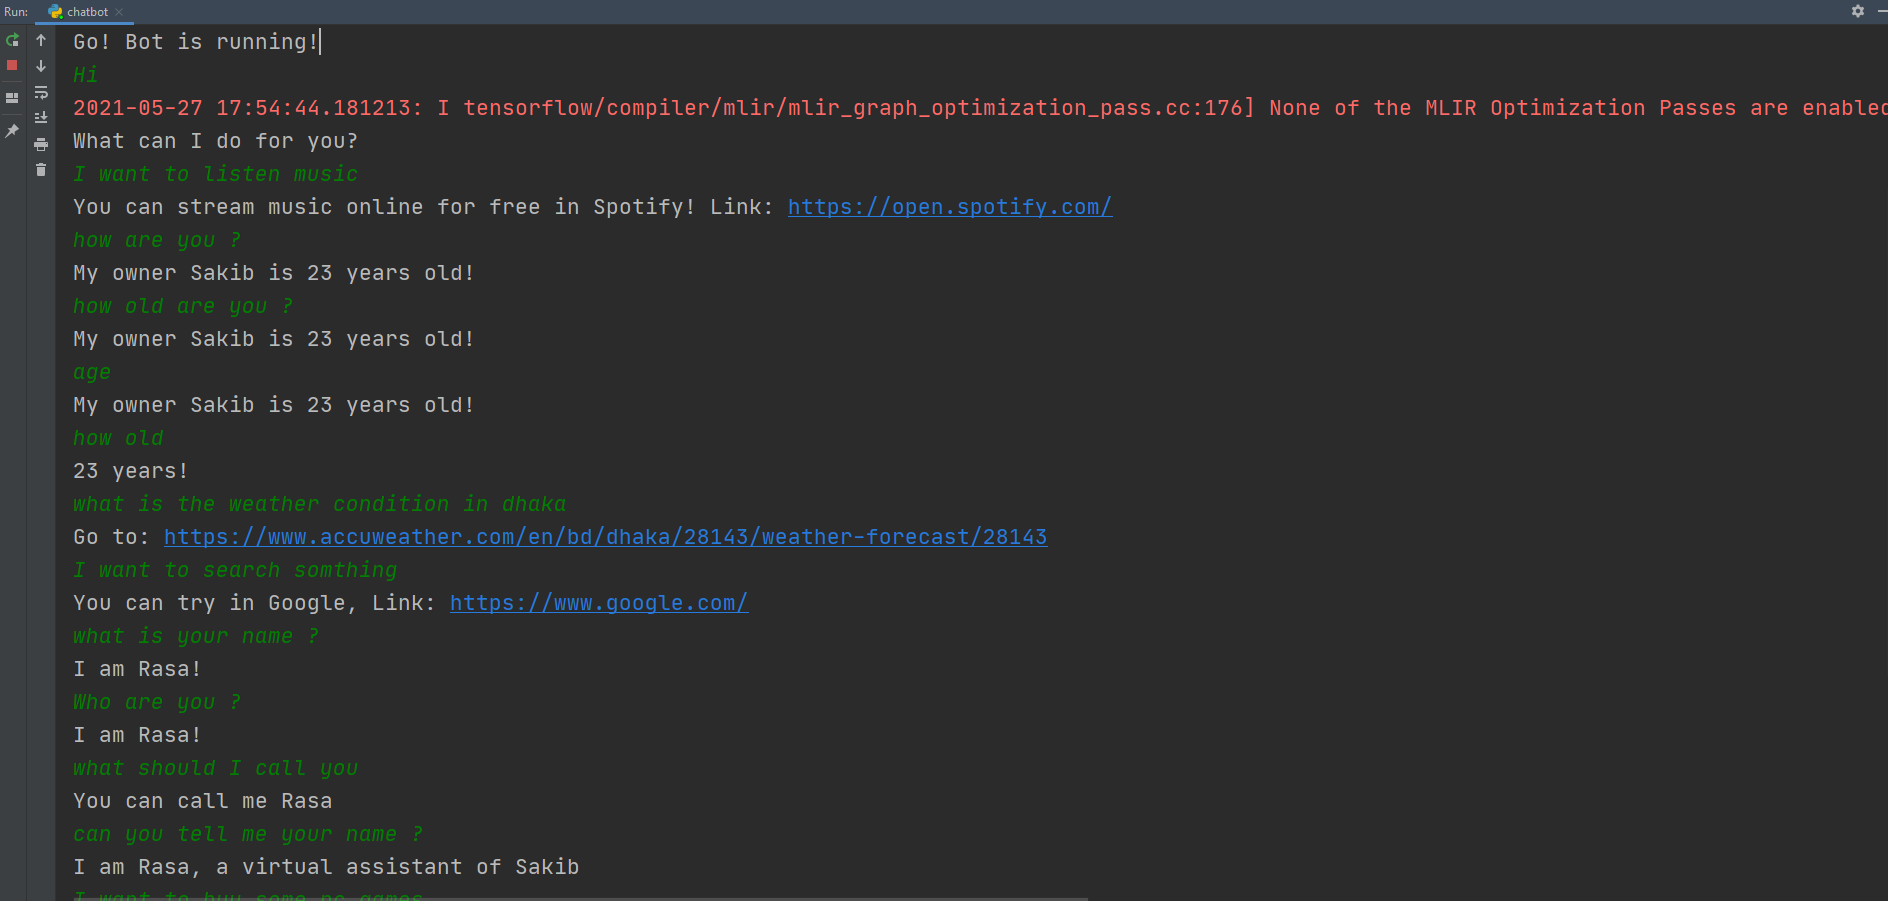 Run: chatbot
Go! Bot is running!
Hi
2021-05-27 17:54:44.181213: I tensorflow/compiler/mlir/mlir_graph_optimization_pass.cc:176] None of the MLIR Optimization Passes are enabled
What can I do for you?
I want to listen music
You can stream music online for free in Spotify! Link: https://open.spotify.com/
how are you ?
My owner Sakib is 23 years old!
how old are you ?
My owner Sakib is 23 years old!
age
My owner Sakib is 23 years old!
how old
23 years!
what is the weather condition in dhaka
Go to: https://www.accuweather.com/en/bd/dhaka/28143/weather-forecast/28143
I want to search somthing
You can try in Google, Link: https://www.google.com/
what is your name ?
I am Rasa!
Who are you ?
I am Rasa!
what should I call you
You can call me Rasa
can you tell me your name ?
I am Rasa, a virtual assistant of Sakib
I want to buy some pc games